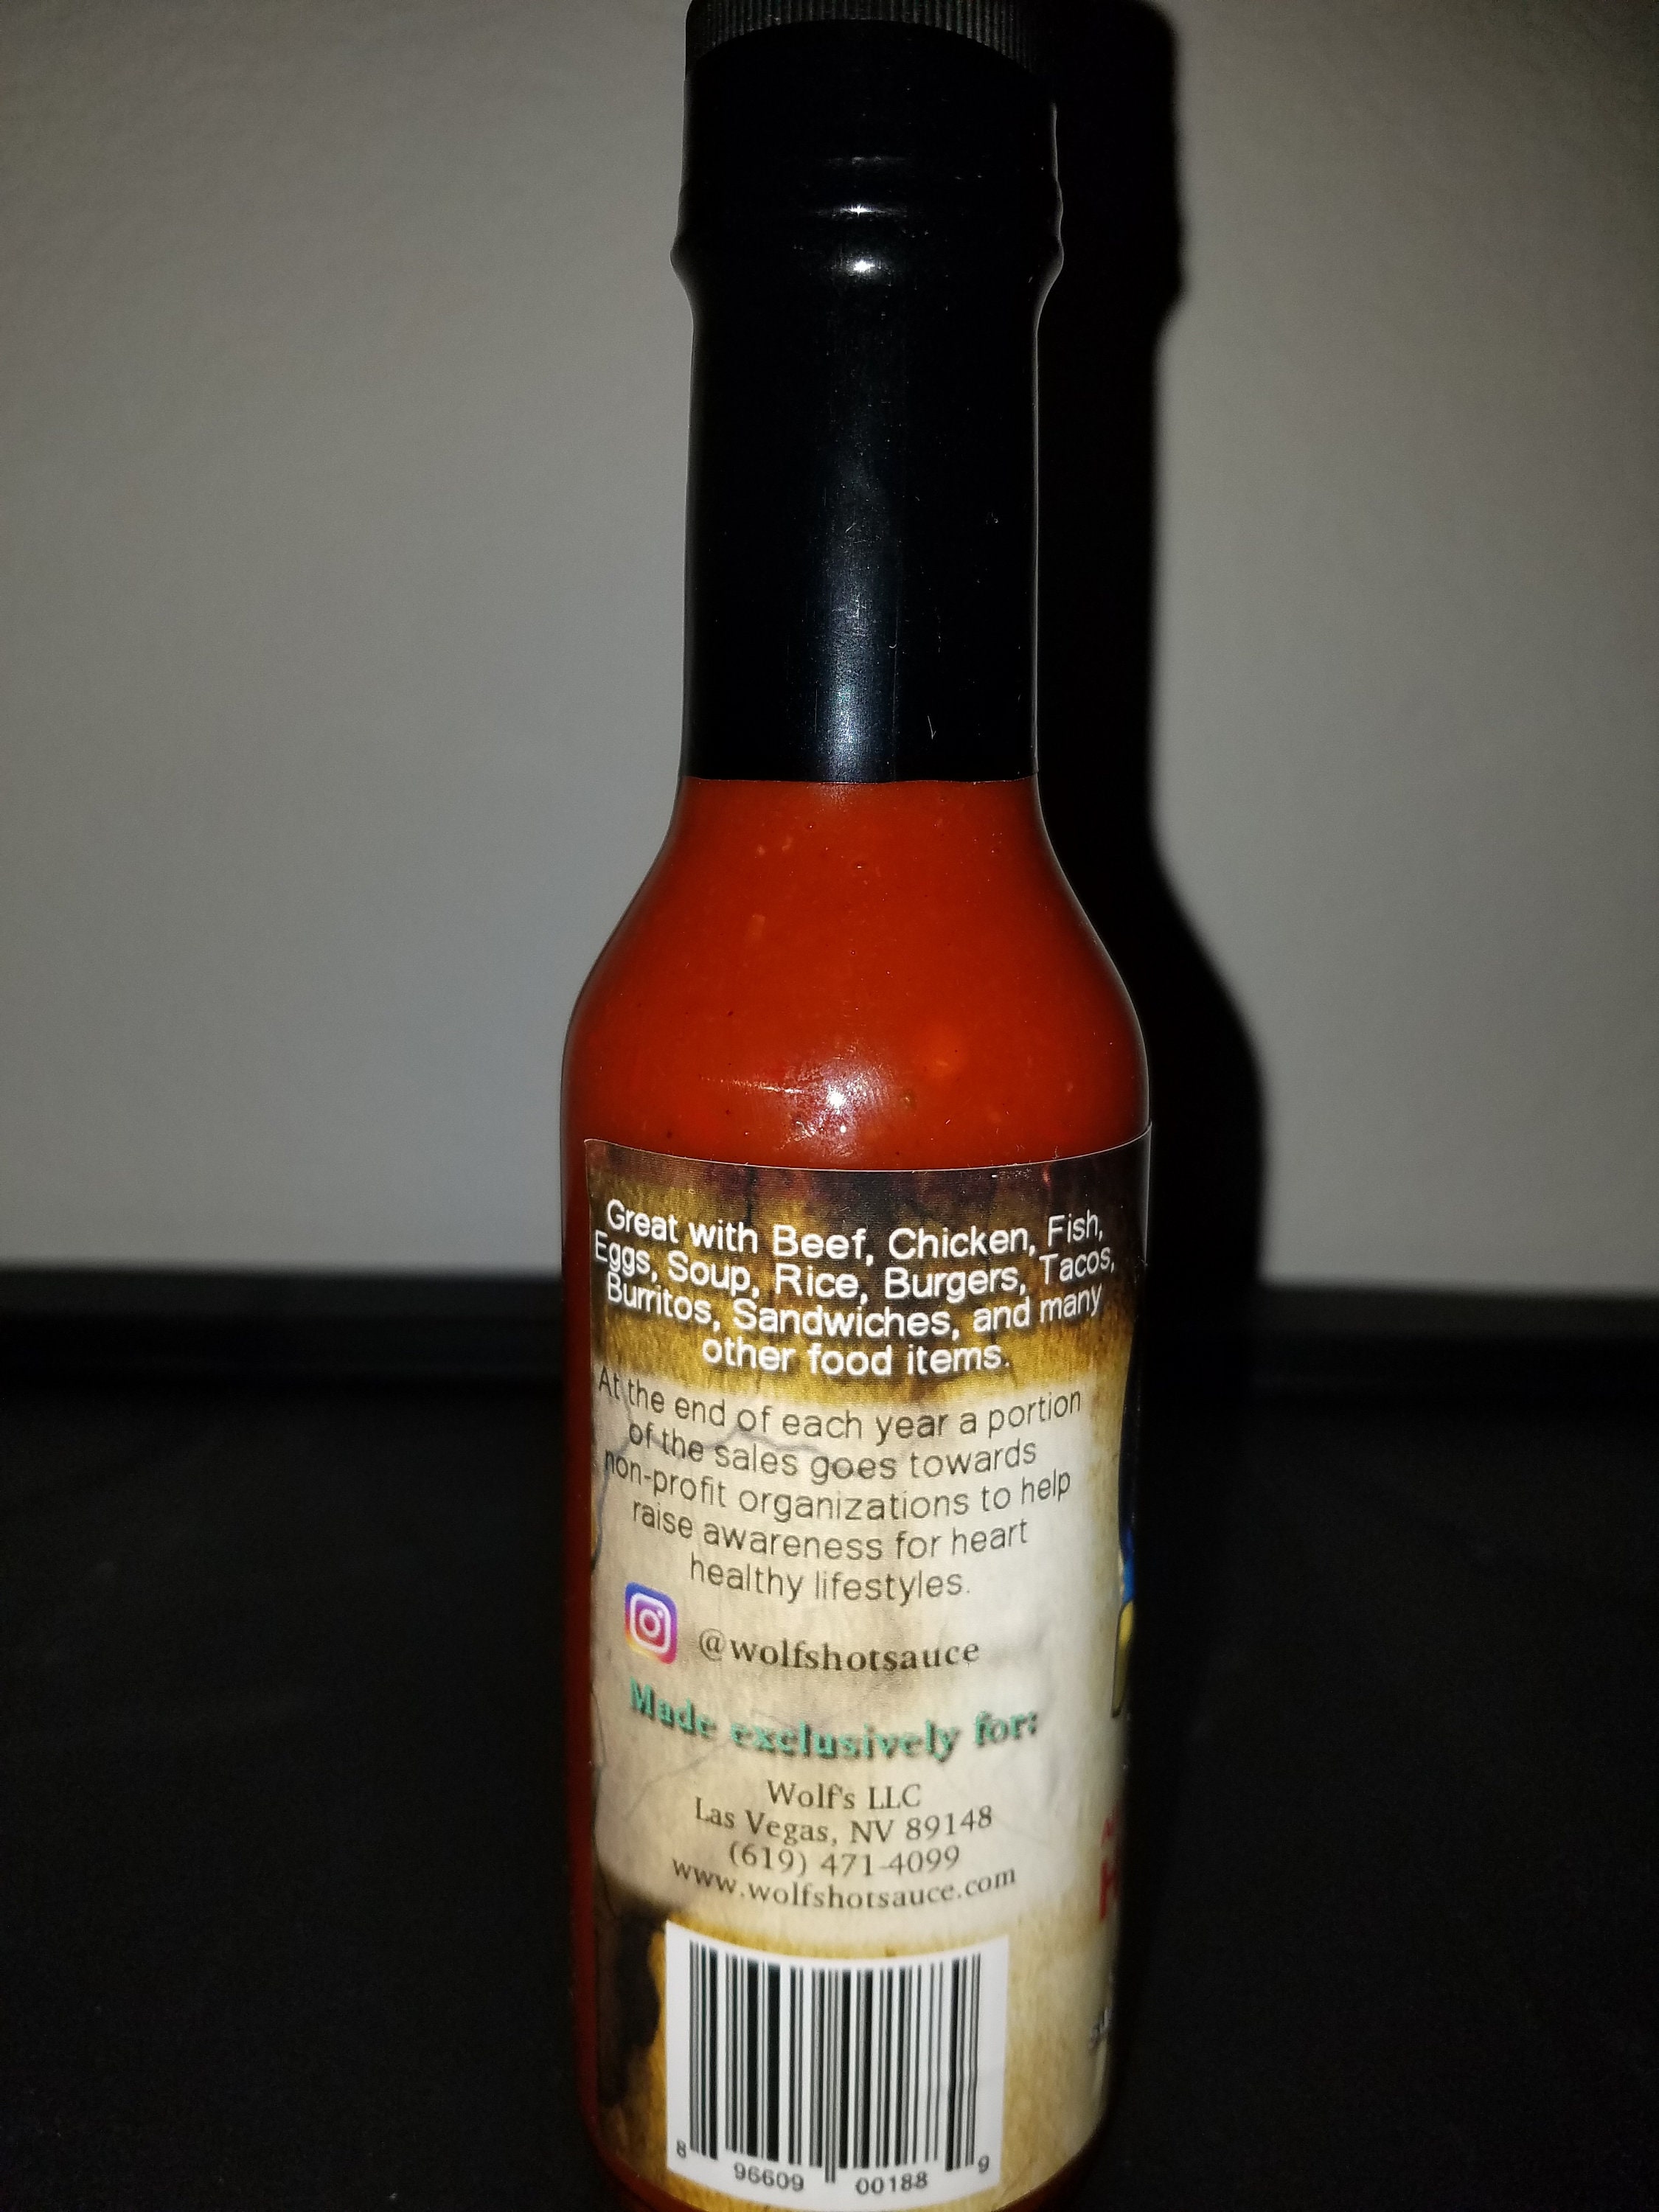 Great with Beef, Chicken, Fish,
Eggs, Soup, Rice, Burgers, Tacos,
Burritos, Sandwiches, and many
other food items.
At the end of each year a portion
of the sales goes towards
non-profit organizations to help
raise awareness for heart
healthy lifestyles.
@wolfshotsauce
Made exclusively for:
Wolf's LLC
Las Vegas, NV 89148
(619) 471-4099
www.wolfshotsauce.com
8 96609 00188 9